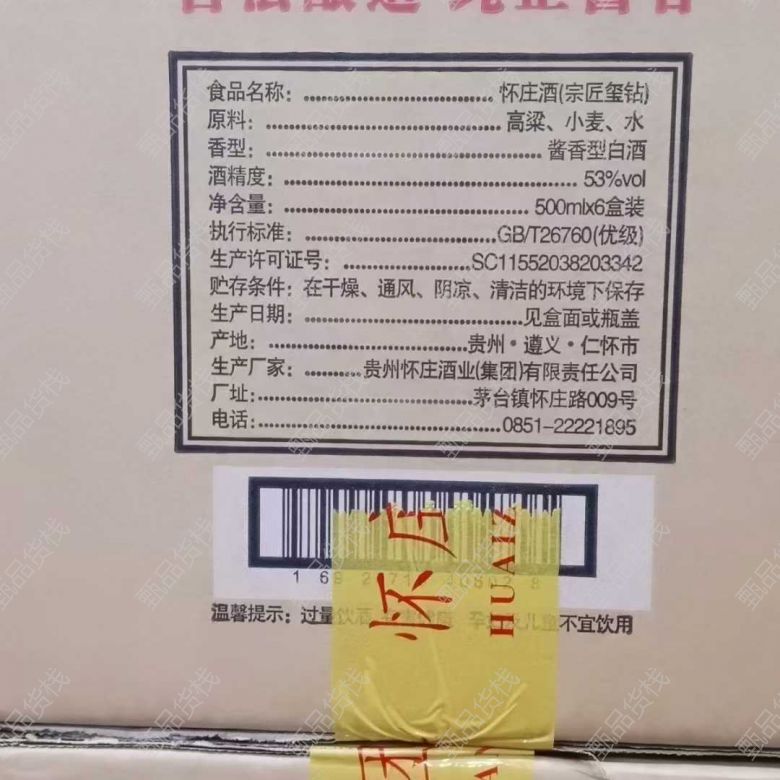 食品名称：怀庄酒(宗匠玺钻)
原料：高粱、小麦、水
香型：酱香型白酒
酒精度：53%vol
净含量：500mlx6盒装
执行标准：GB/T26760(优级)
生产许可证号：SC11552038203342
贮存条件：在干燥、通风、阴凉、清洁的环境下保存
生产日期：见盒面或瓶盖
产地：贵州·遵义·仁怀市
生产厂家：贵州怀庄酒业(集团)有限责任公司
厂址：茅台镇怀庄路009号
电话：0851-22221895
怀庄
HUAIZ
温馨提示：过量饮酒 儿童不宜饮用
甄品货栈